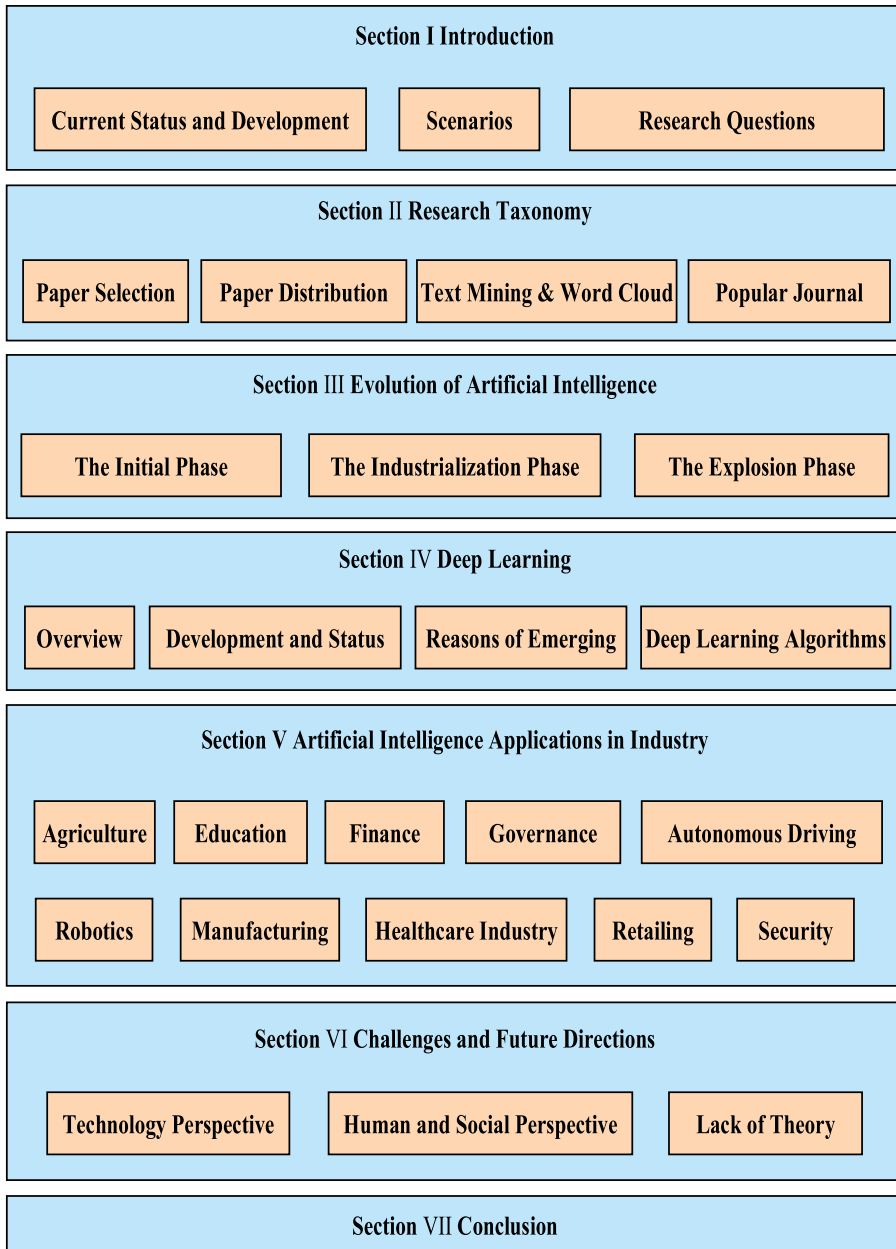 Section I Introduction
Current Status and Development
Scenarios
Research Questions
Section II Research Taxonomy
Paper Selection
Paper Distribution
Text Mining & Word Cloud
Popular Journal
Section III Evolution of Artificial Intelligence
The Initial Phase
The Industrialization Phase
The Explosion Phase
Section IV Deep Learning
Overview
Development and Status
Reasons of Emerging
Deep Learning Algorithms
Section V Artificial Intelligence Applications in Industry
Agriculture
Education
Finance
Governance
Autonomous Driving
Robotics
Manufacturing
Healthcare Industry
Retailing
Security
Section VI Challenges and Future Directions
Technology Perspective
Human and Social Perspective
Lack of Theory
Section VII Conclusion